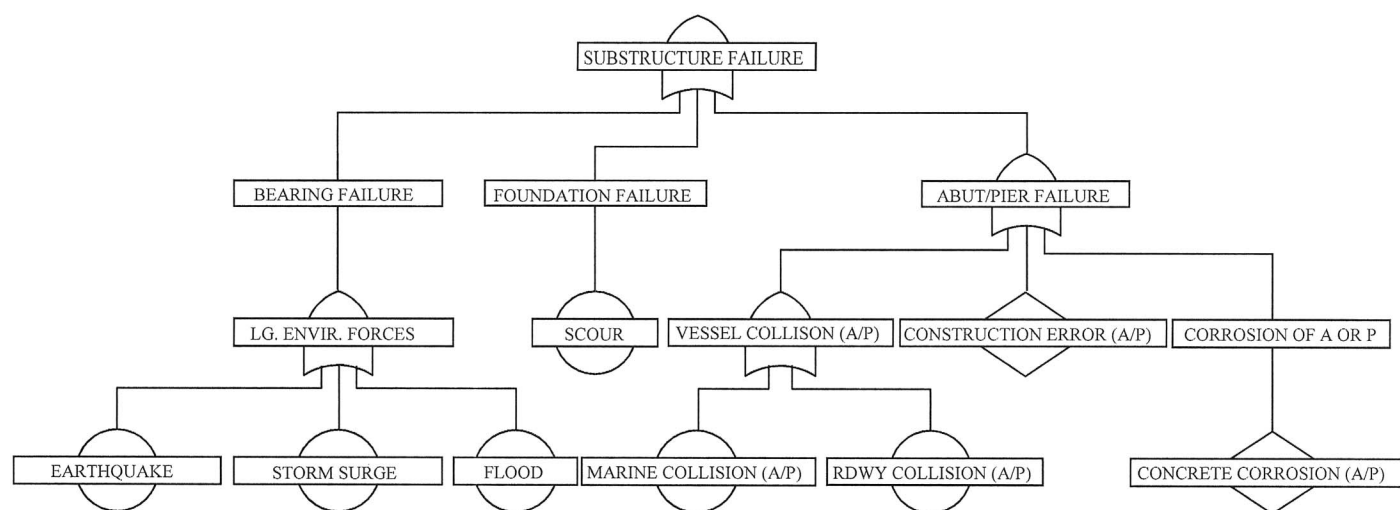 SUBSTRUCTURE FAILURE
BEARING FAILURE
FOUNDATION FAILURE
ABUT/PIER FAILURE
LG. ENVIR. FORCES
SCOUR
VESSEL COLLISON (A/P)
CONSTRUCTION ERROR (A/P)
CORROSION OF A OR P
EARTHQUAKE
STORM SURGE
FLOOD
MARINE COLLISION (A/P)
RDWY COLLISION (A/P)
CONCRETE CORROSION (A/P)